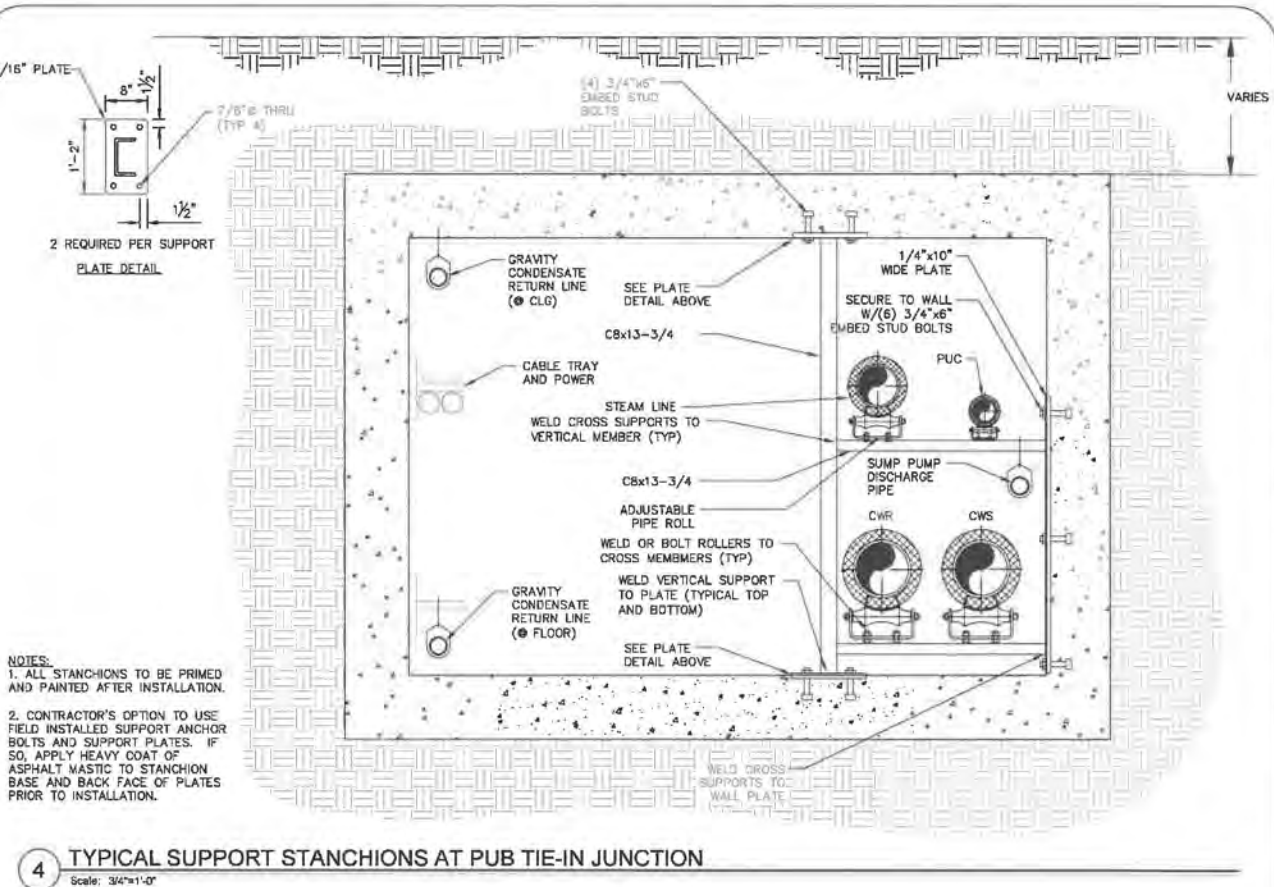 /16" PLATE
8"
1½"
7/8"ø THRU
(TYP 4)
1'-2"
1½"
2 REQUIRED PER SUPPORT
PLATE DETAIL
(4) 3/4"x6"
EMBED STUD
BOLTS
VARIES
GRAVITY
CONDENSATE
RETURN LINE
(@ CLG)
SEE PLATE
DETAIL ABOVE
1/4"x10"
WIDE PLATE
SECURE TO WALL
W/(6) 3/4"x6"
EMBED STUD BOLTS
C8x13-3/4
CABLE TRAY
AND POWER
PUC
STEAM LINE
WELD CROSS SUPPORTS TO
VERTICAL MEMBER (TYP)
C8x13-3/4
SUMP PUMP
DISCHARGE
PIPE
ADJUSTABLE
PIPE ROLL
CWR
CWS
WELD OR BOLT ROLLERS TO
CROSS MEMBMERS (TYP)
WELD VERTICAL SUPPORT
TO PLATE (TYPICAL TOP
AND BOTTOM)
GRAVITY
CONDENSATE
RETURN LINE
(@ FLOOR)
SEE PLATE
DETAIL ABOVE
NOTES:
1. ALL STANCHIONS TO BE PRIMED
AND PAINTED AFTER INSTALLATION.
2. CONTRACTOR'S OPTION TO USE
FIELD INSTALLED SUPPORT ANCHOR
BOLTS AND SUPPORT PLATES. IF
SO, APPLY HEAVY COAT OF
ASPHALT MASTIC TO STANCHION
BASE AND BACK FACE OF PLATES
PRIOR TO INSTALLATION.
WELD CROSS
SUPPORTS TO
WALL PLATE
4 TYPICAL SUPPORT STANCHIONS AT PUB TIE-IN JUNCTION
Scale: 3/4"=1'-0"